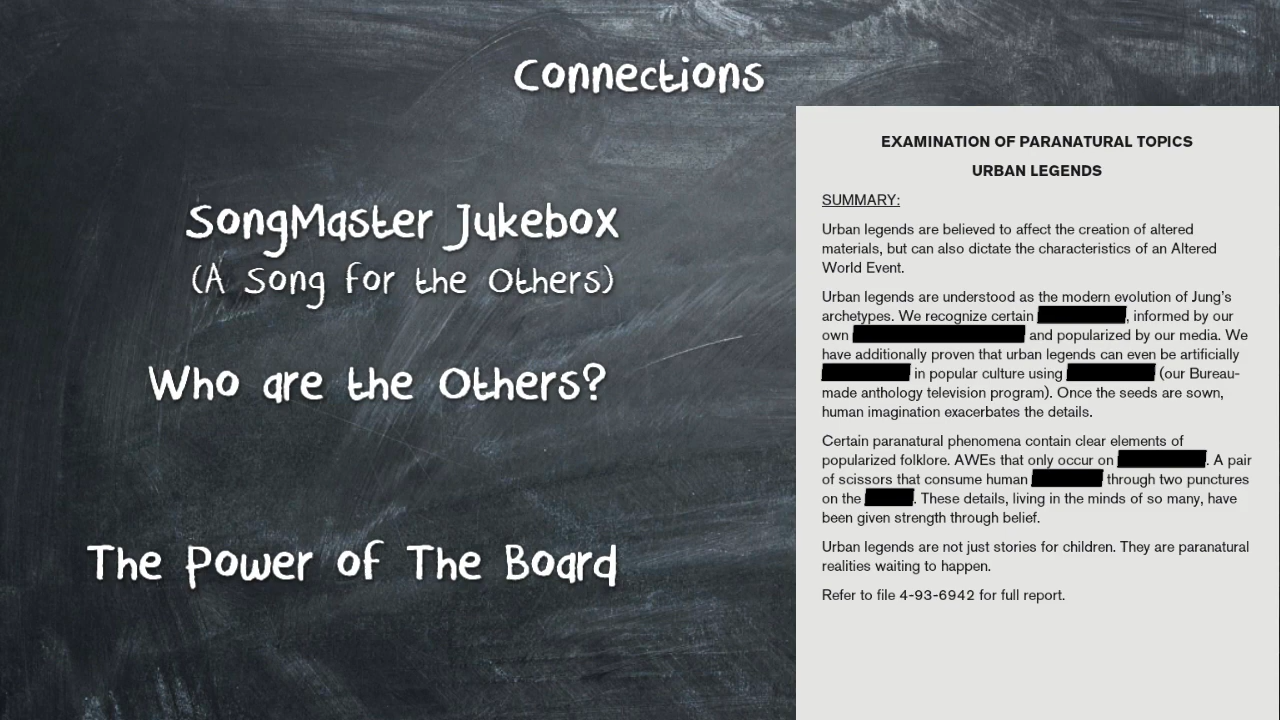 Connections
SongMaster Jukebox
(A Song for the Others)
Who are the Others?
The Power of The Board
EXAMINATION OF PARANATURAL TOPICS
URBAN LEGENDS
SUMMARY:
Urban legends are believed to affect the creation of altered
materials, but can also dictate the characteristics of an Altered
World Event.
Urban legends are understood as the modern evolution of Jung's
archetypes. We recognize certain , informed by our
own and popularized by our media. We
have additionally proven that urban legends can even be artificially
in popular culture using (our Bureau-
made anthology television program). Once the seeds are sown,
human imagination exacerbates the details.
Certain paranatural phenomena contain clear elements of
popularized folklore. AWEs that only occur on . A pair
of scissors that consume human through two punctures
on the . These details, living in the minds of so many, have
been given strength through belief.
Urban legends are not just stories for children. They are paranatural
realities waiting to happen.
Refer to file 4-93-6942 for full report.